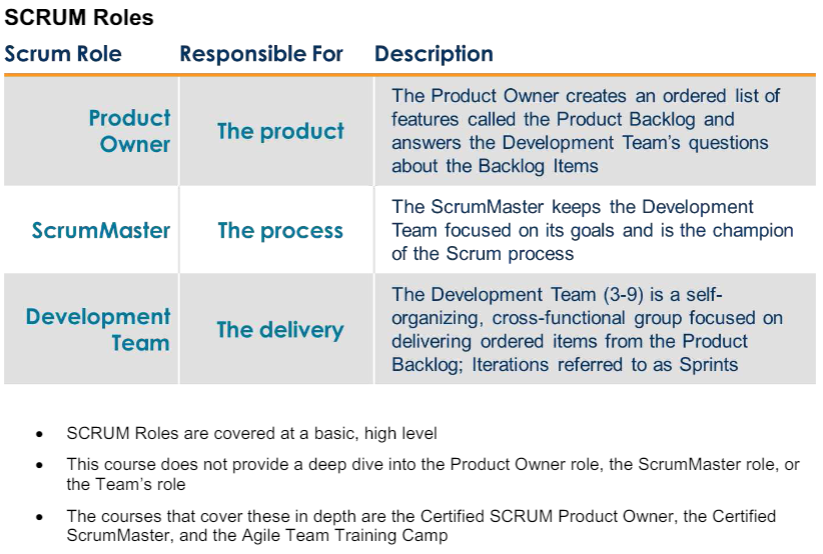 SCRUM Roles
Scrum Role Responsible For Description
Product
Owner
The product
The Product Owner creates an ordered list of
features called the Product Backlog and
answers the Development Team's questions
about the Backlog Items
ScrumMaster
The process
The ScrumMaster keeps the Development
Team focused on its goals and is the champion
of the Scrum process
Development
Team
The delivery
The Development Team (3-9) is a self-
organizing, cross-functional group focused on
delivering ordered items from the Product
Backlog; Iterations referred to as Sprints
• SCRUM Roles are covered at a basic, high level
• This course does not provide a deep dive into the Product Owner role, the ScrumMaster role, or
the Team's role
• The courses that cover these in depth are the Certified SCRUM Product Owner, the Certified
ScrumMaster, and the Agile Team Training Camp